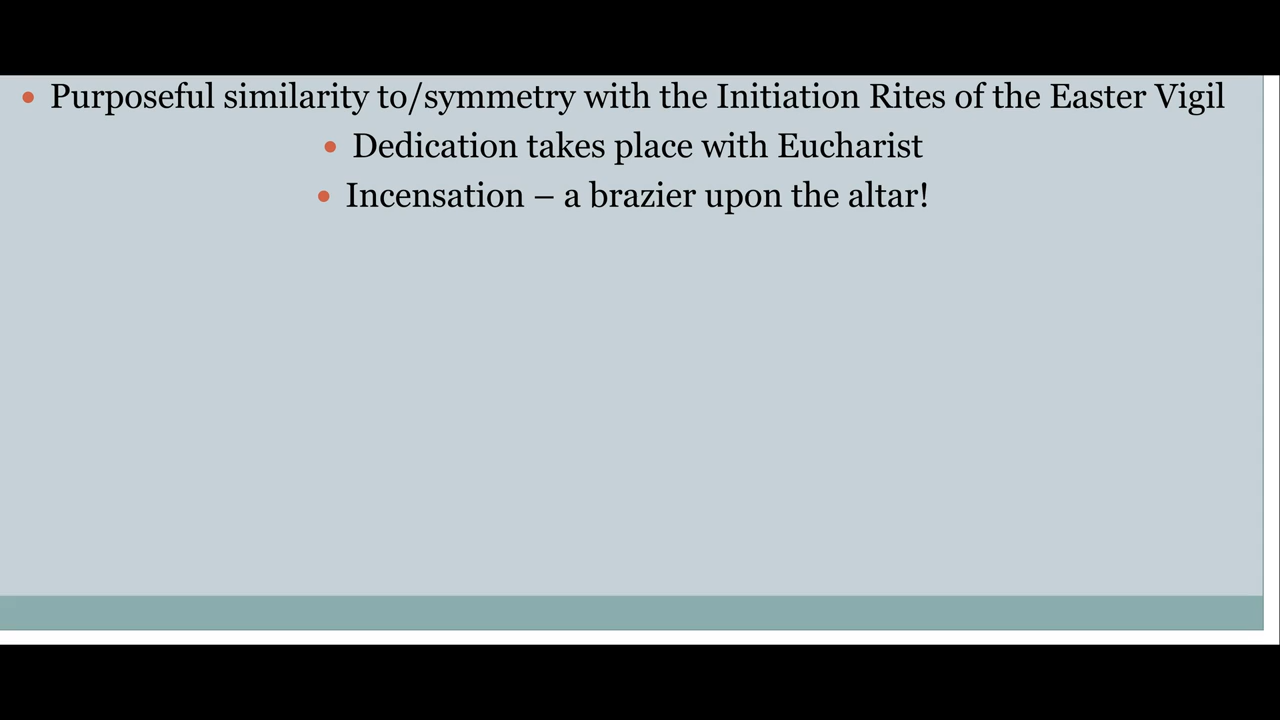 • Purposeful similarity to/symmetry with the Initiation Rites of the Easter Vigil
• Dedication takes place with Eucharist
• Incensation – a brazier upon the altar!